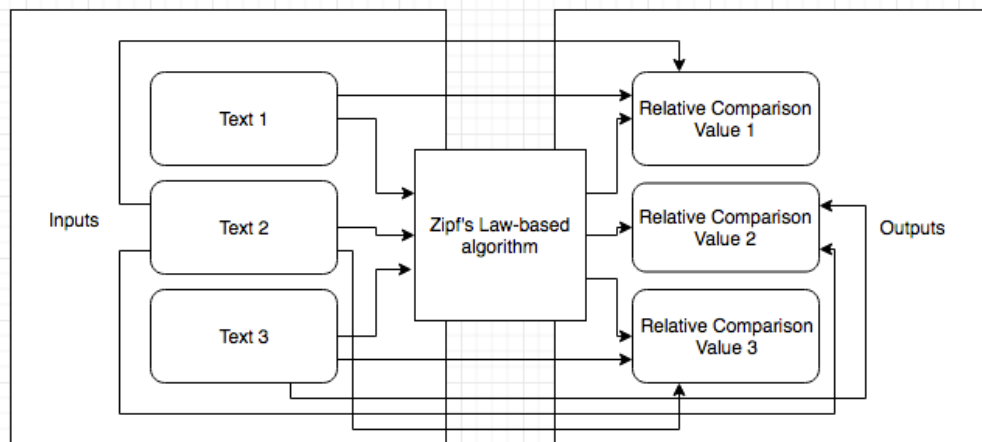 Text 1
Relative Comparison
Value 1
Inputs
Text 2
Zipf's Law-based
algorithm
Relative Comparison
Value 2
Outputs
Text 3
Relative Comparison
Value 3